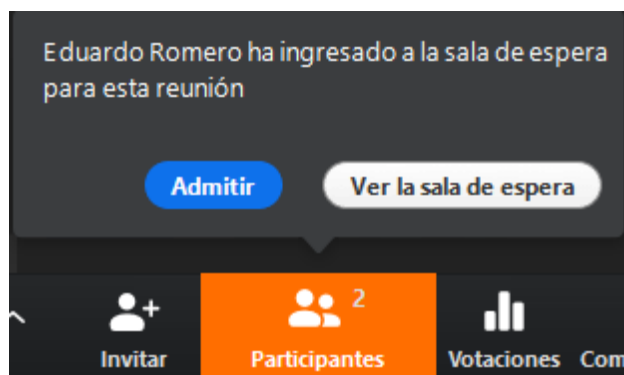 Eduardo Romero ha ingresado a la sala de espera
para esta reunión
Admitir
Ver la sala de espera
2
Invitar
Participantes
Votaciones
Com